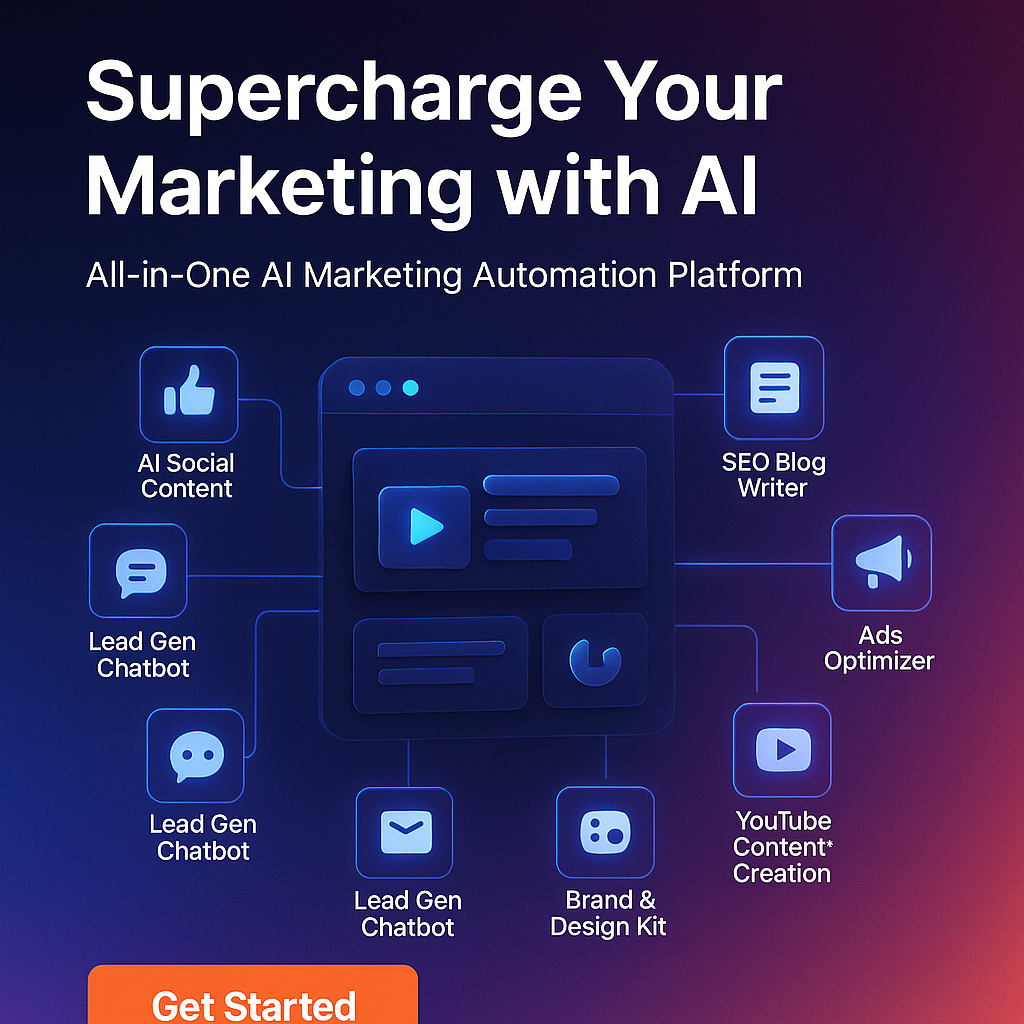 Supercharge Your
Marketing with AI
All-in-One AI Marketing Automation Platform
AI Social
Content
SEO Blog
Writer
Lead Gen
Chatbot
Ads
Optimizer
Lead Gen
Chatbot
YouTube
Content*
Creation
Lead Gen
Chatbot
Brand &
Design Kit
Get Started